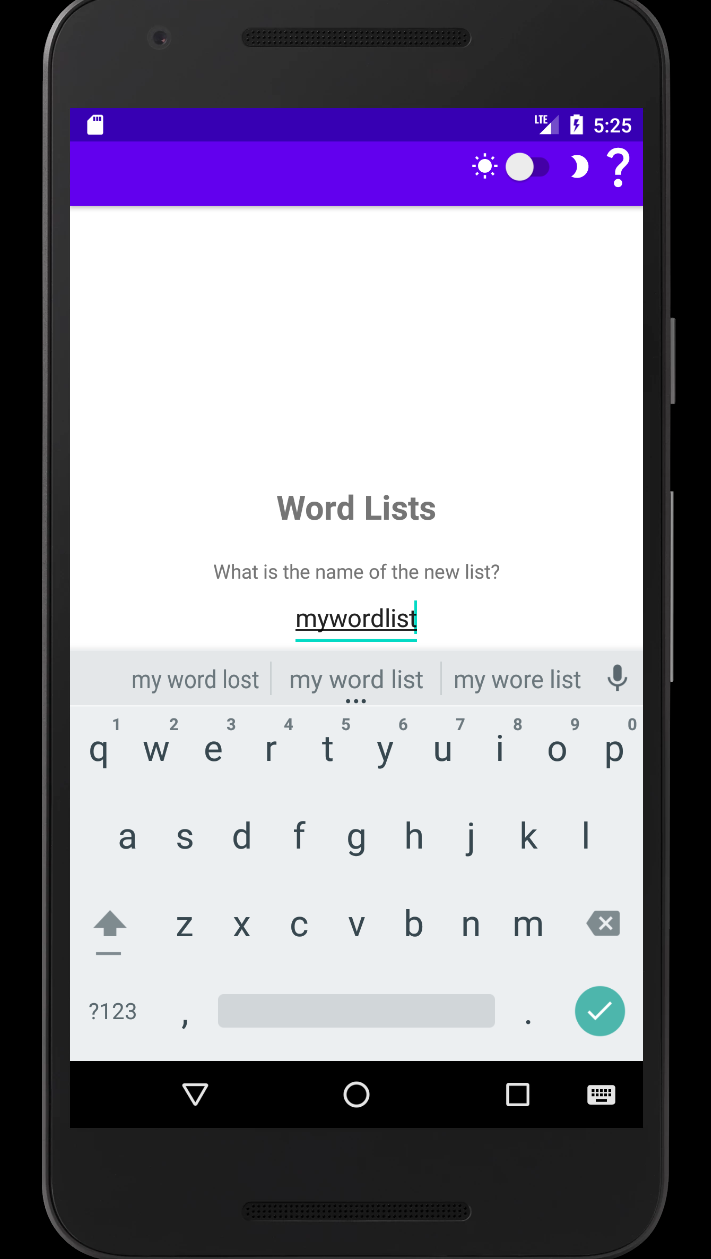 LTE 5:25
?
Word Lists
What is the name of the new list?
mywordlist
my word lost my word list my wore list
1 2 3 4 5 6 7 8 9 0
q w e r t y u i o p
a s d f g h j k l
z x c v b n m
?123 , .